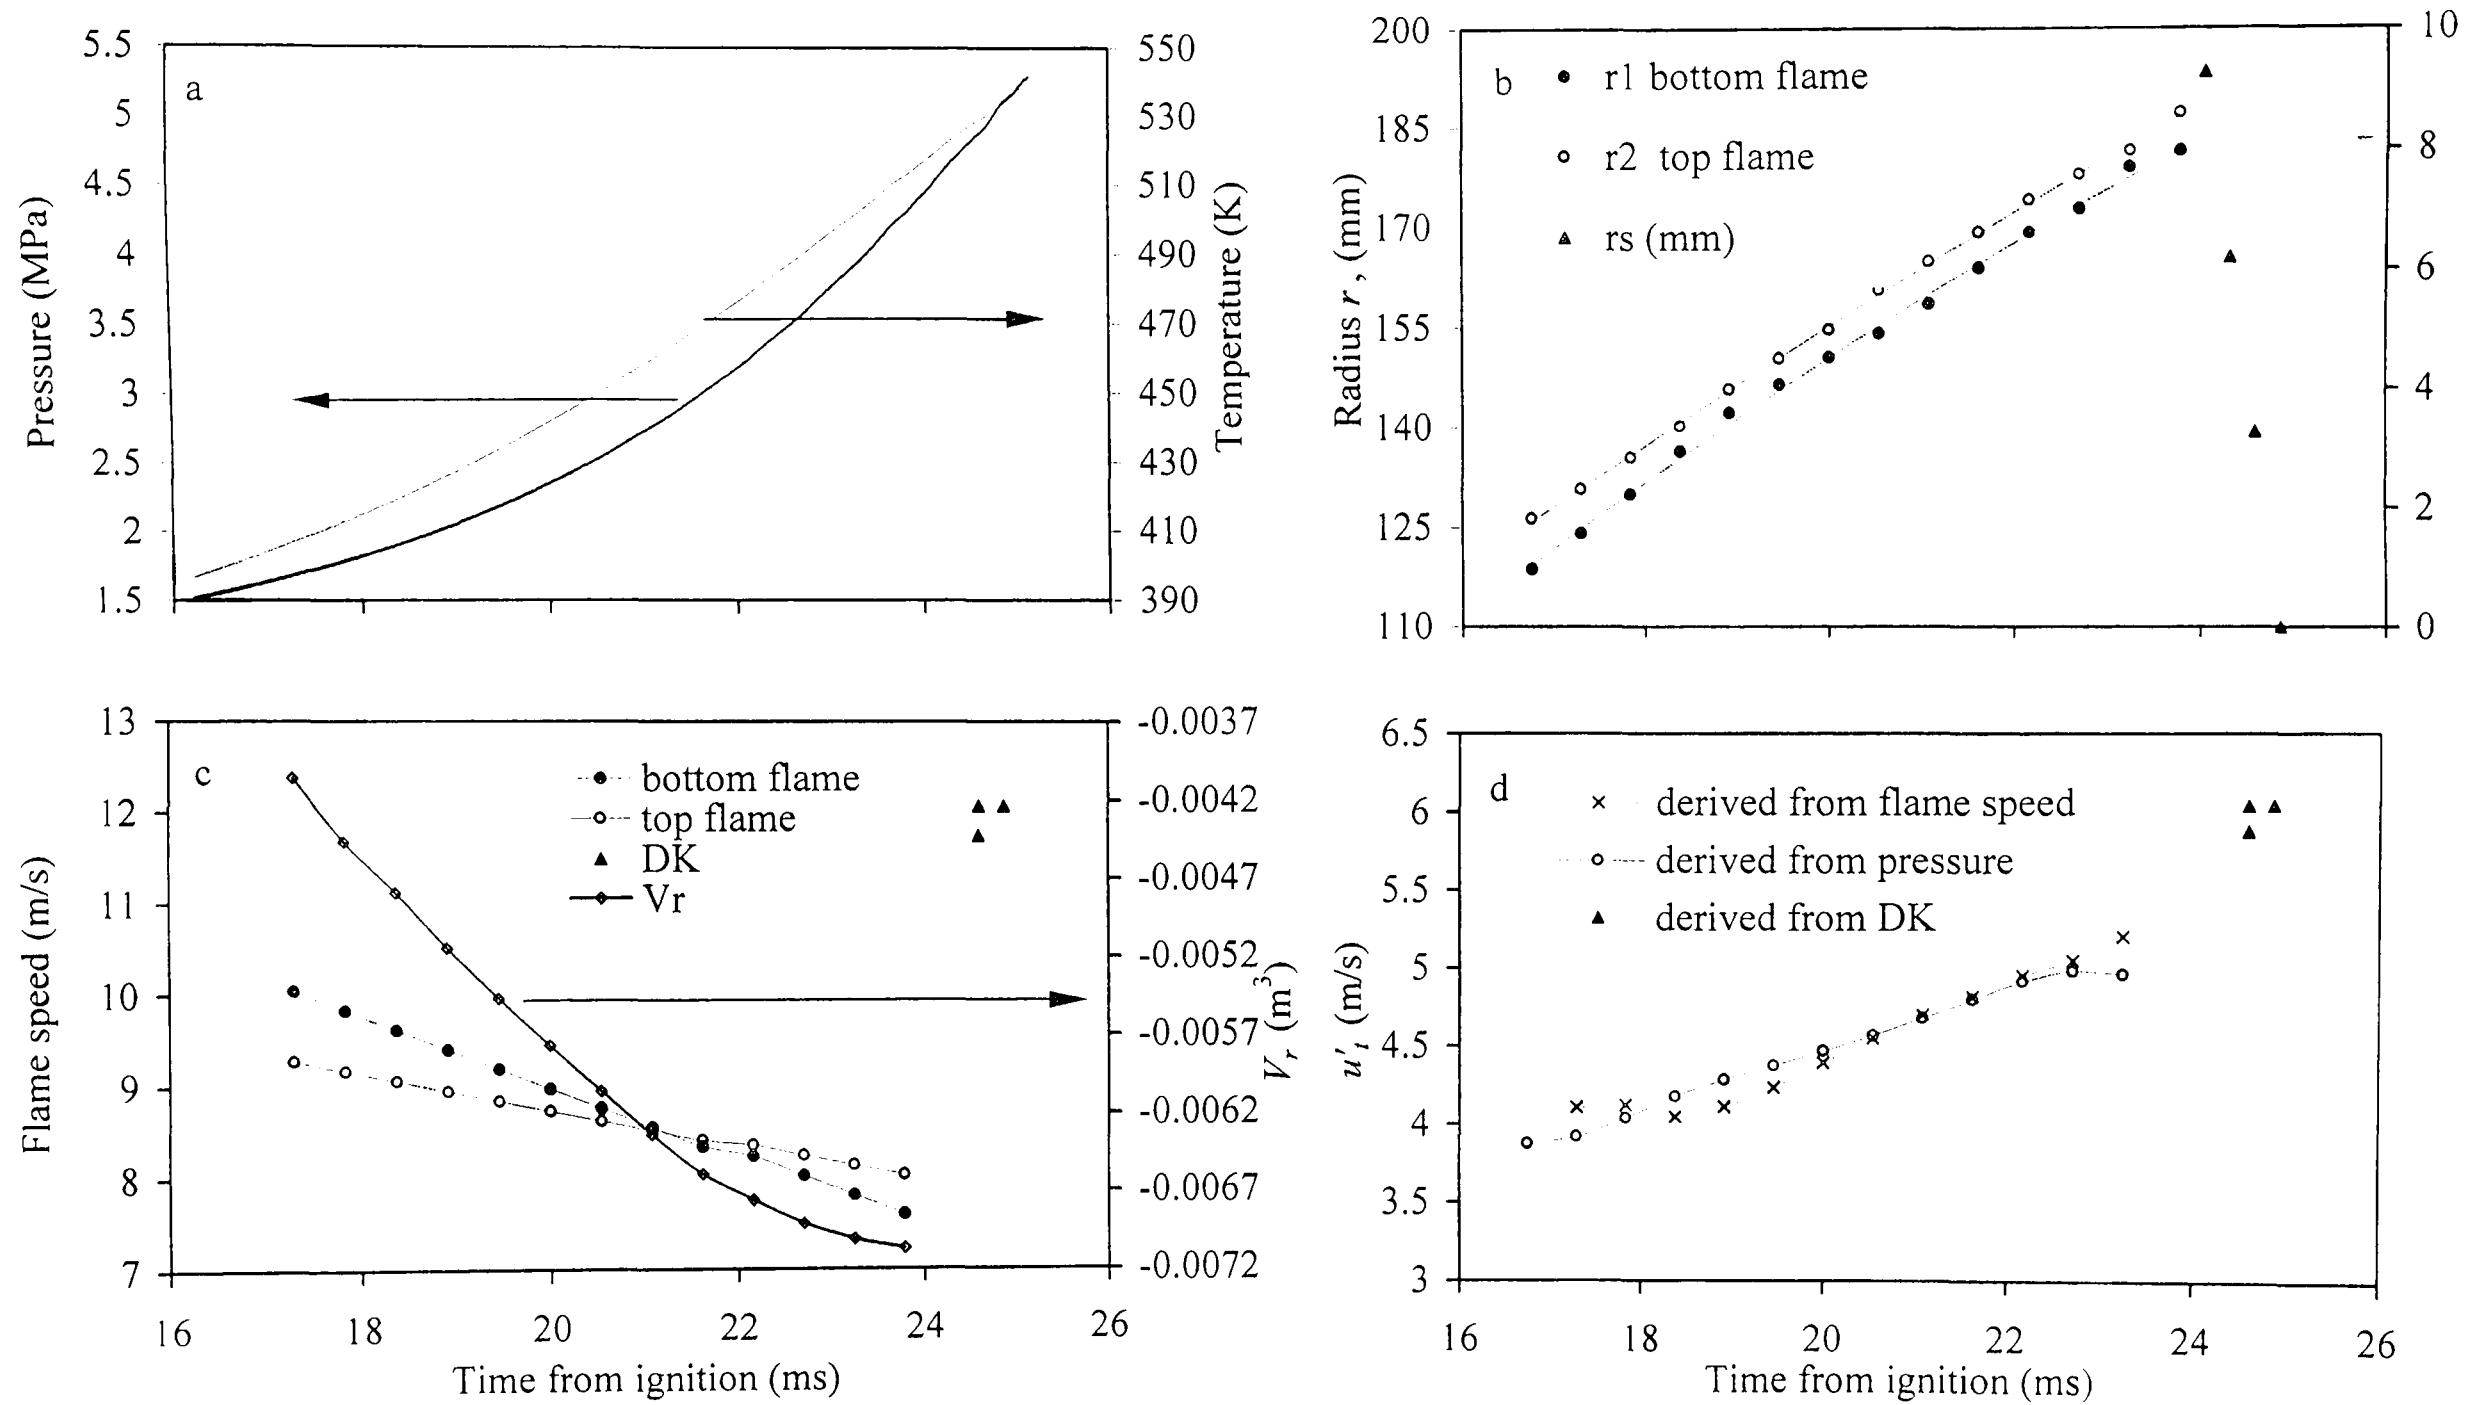 a
5.5
5
4.5
4
3.5
3
2.5
2
1.5
Pressure (MPa)
550
530
510
490
470
450
430
410
390
Temperature (K)
b
r1 bottom flame
r2 top flame
rs (mm)
200
185
170
155
140
125
110
Radius r, (mm)
10
8
6
4
2
0
c
bottom flame
top flame
DK
Vr
13
12
11
10
9
8
7
Flame speed (m/s)
-0.0037
-0.0042
-0.0047
-0.0052
-0.0057
-0.0062
-0.0067
-0.0072
Vr (m³)
16 18 20 22 24 26
Time from ignition (ms)
d
derived from flame speed
derived from pressure
derived from DK
6.5
6
5.5
5
4.5
4
3.5
3
u't (m/s)
16 18 20 22 24 26
Time from ignition (ms)